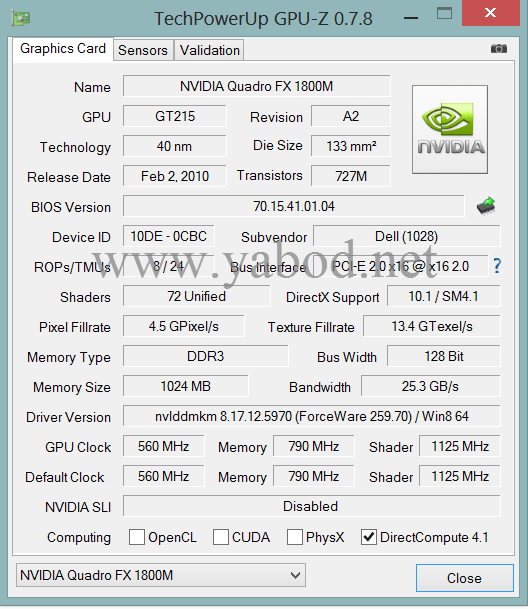 TechPowerUp GPU-Z 0.7.8
Graphics Card Sensors Validation
Name NVIDIA Quadro FX 1800M
GPU GT215 Revision A2
Technology 40 nm Die Size 133 mm²
Release Date Feb 2, 2010 Transistors 727M
NVIDIA
BIOS Version 70.15.41.01.04
Device ID 10DE - 0CBC Subvendor Dell (1028)
ROPs/TMUs 8 / 24 Bus Interface PCI-E 2.0 x16 @ x16 2.0 ?
www.yabod.net
Shaders 72 Unified DirectX Support 10.1 / SM4.1
Pixel Fillrate 4.5 GPixel/s Texture Fillrate 13.4 GTexel/s
Memory Type DDR3 Bus Width 128 Bit
Memory Size 1024 MB Bandwidth 25.3 GB/s
Driver Version nvlddmkm 8.17.12.5970 (ForceWare 259.70) / Win8 64
GPU Clock 560 MHz Memory 790 MHz Shader 1125 MHz
Default Clock 560 MHz Memory 790 MHz Shader 1125 MHz
NVIDIA SLI Disabled
Computing OpenCL CUDA PhysX DirectCompute 4.1
NVIDIA Quadro FX 1800M Close